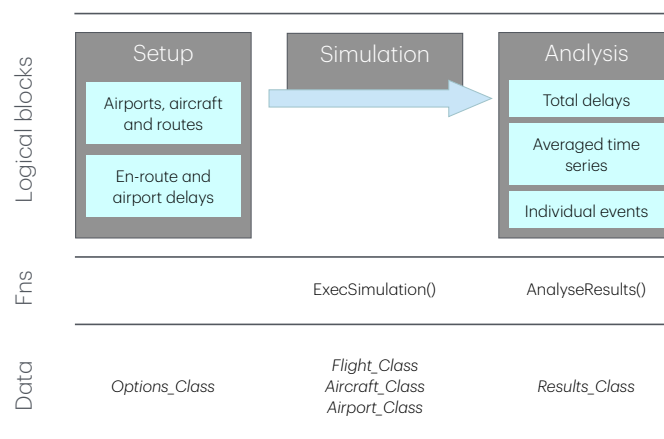 Logical blocks
Setup
Airports, aircraft
and routes
En-route and
airport delays
Simulation
Analysis
Total delays
Averaged time
series
Individual events
Fns
ExecSimulation()
AnalyseResults()
Data
Options_Class
Flight_Class
Aircraft_Class
Airport_Class
Results_Class